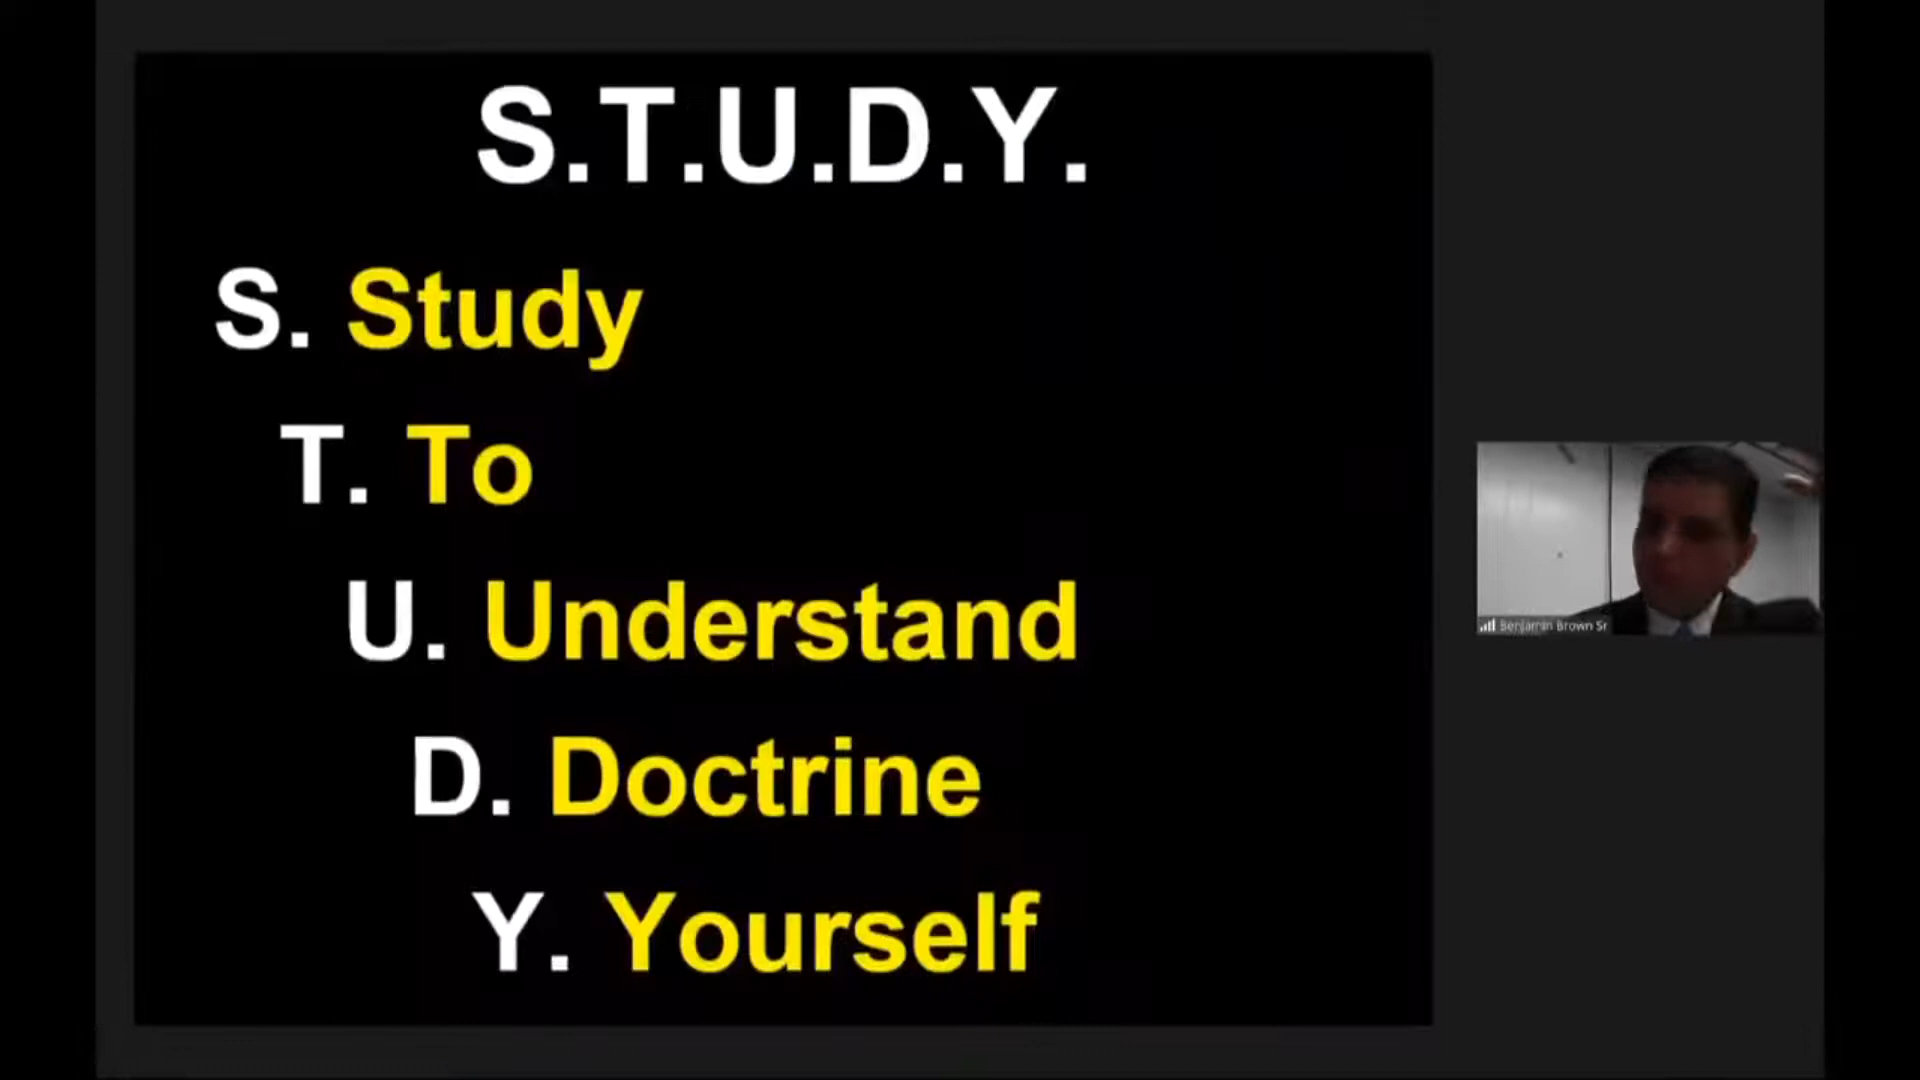 S.T.U.D.Y.
S. Study
T. To
U. Understand
D. Doctrine
Y. Yourself
Benjamin Brown Sr